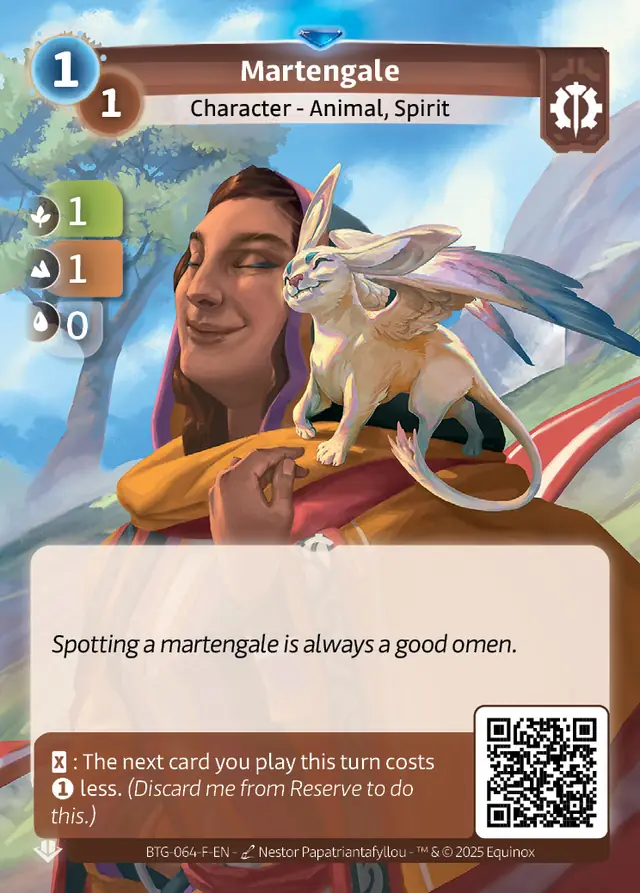 1
Martengale
1
Character - Animal, Spirit
1
1
0
Spotting a martengale is always a good omen.
X : The next card you play this turn costs
1 less. (Discard me from Reserve to do
this.)
BTG-064-F-EN - Nestor Papatriantafyllou - ™ & © 2025 Equinox